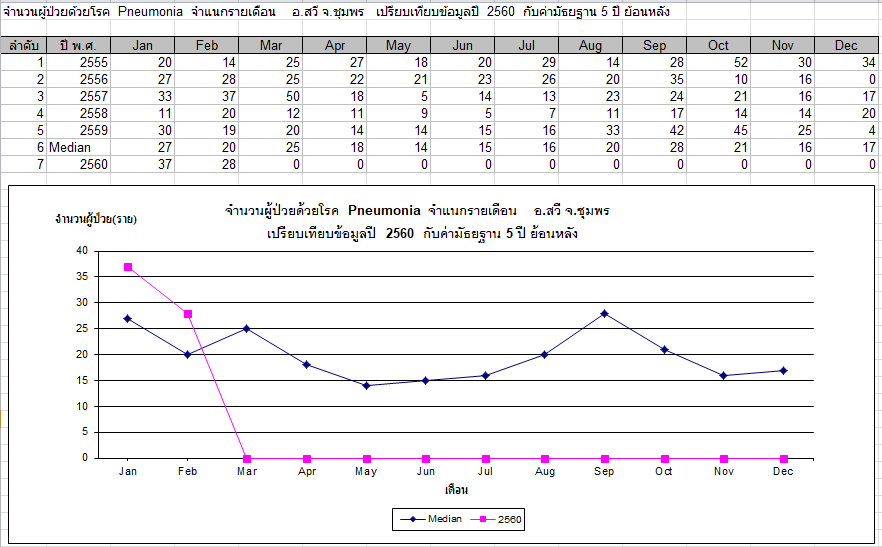 จำนวนผู้ป่วยด้วยโรค Pneumonia จำแนกรายเดือน อ.สวี จ.ชุมพร เปรียบเทียบข้อมูลปี 2560 กับค่ามัธยฐาน 5 ปี ย้อนหลัง
ลำดับ ปี พ.ศ. Jan Feb Mar Apr May Jun Jul Aug Sep Oct Nov Dec
1 2555 20 14 25 27 18 20 29 14 28 52 30 34
2 2556 27 28 25 22 21 23 26 20 35 10 16 0
3 2557 33 37 50 18 5 14 13 23 24 21 16 17
4 2558 11 20 12 11 9 5 7 11 17 14 14 20
5 2559 30 19 20 14 14 15 16 33 42 45 25 4
6 Median 27 20 25 18 14 15 16 20 28 21 16 17
7 2560 37 28 0 0 0 0 0 0 0 0 0 0
จำนวนผู้ป่วยด้วยโรค Pneumonia จำแนกรายเดือน อ.สวี จ.ชุมพร
เปรียบเทียบข้อมูลปี 2560 กับค่ามัธยฐาน 5 ปี ย้อนหลัง
จำนวนผู้ป่วย(ราย)
40
35
30
25
20
15
10
5
0
Jan Feb Mar Apr May Jun Jul Aug Sep Oct Nov Dec
เดือน
Median 2560